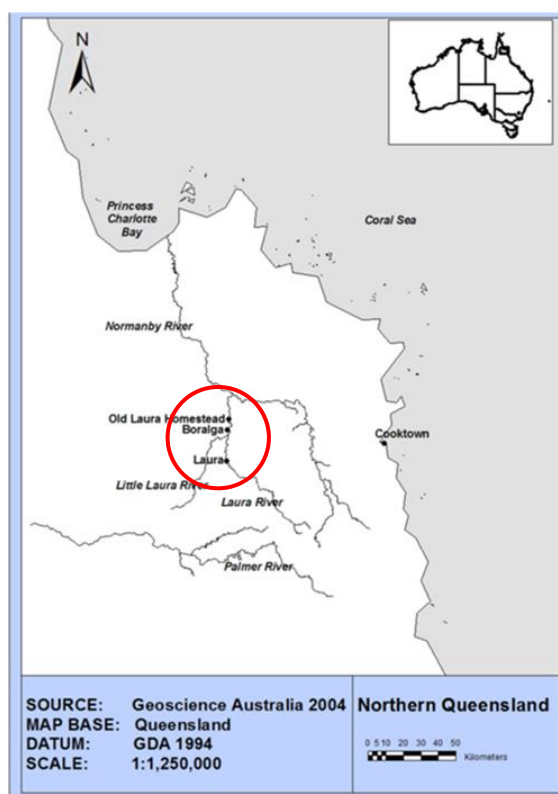 N
Princess
Charlotte
Bay
Coral Sea
Normanby River
Old Laura Homestead
Boralga
Cooktown
Laura
Little Laura River
Laura River
Palmer River
SOURCE: Geoscience Australia 2004
MAP BASE: Queensland
DATUM: GDA 1994
SCALE: 1:1,250,000
Northern Queensland
0 5 10 20 30 40 50
Kilometers